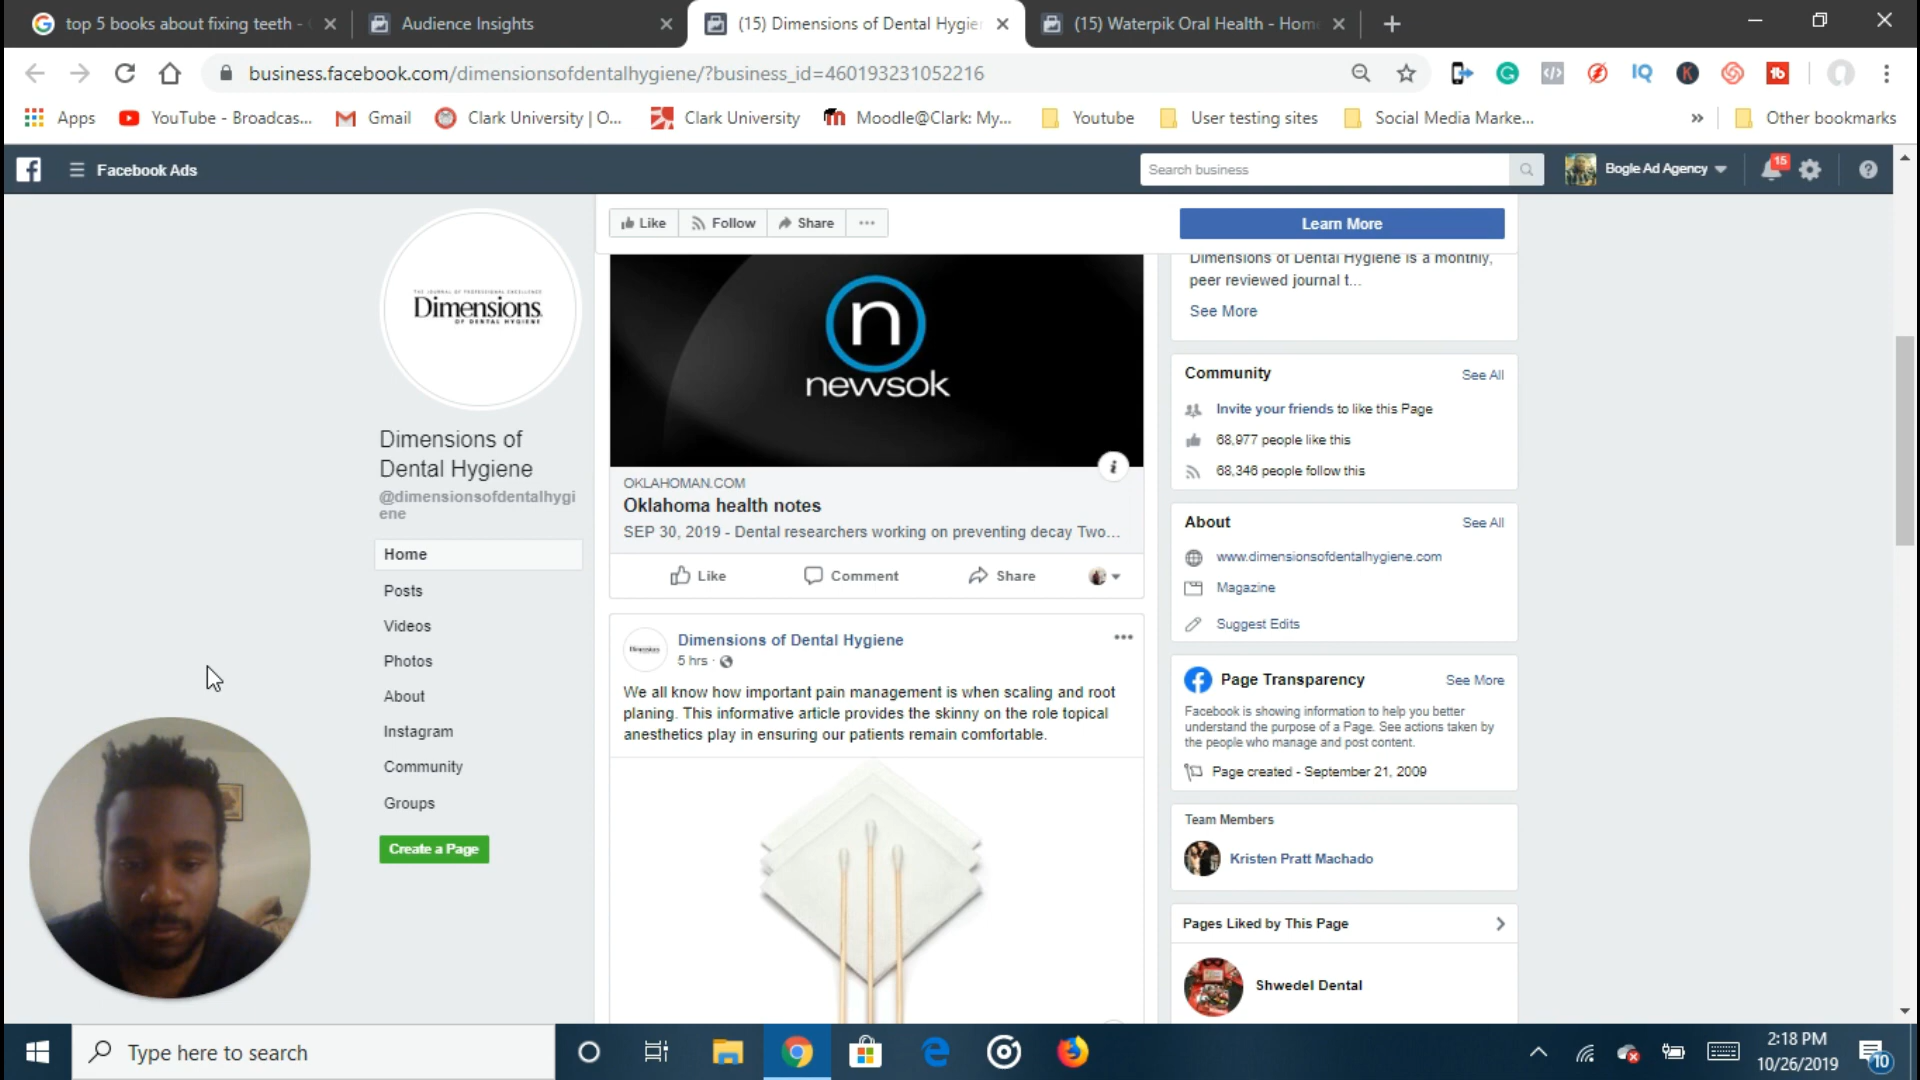 top 5 books about fixing teeth -
Audience Insights
(15) Dimensions of Dental Hygie
(15) Waterpik Oral Health - Hom
business.facebook.com/dimensionsofdentalhygiene/?business_id=460193231052216
IQ
K
Apps
YouTube - Broadcas...
Gmail
Clark University | O...
Clark University
Moodle@Clark: My...
Youtube
User testing sites
Social Media Marke...
Other bookmarks
Facebook Ads
Search business
Bogle Ad Agency
15
Like
Follow
Share
Learn More
THE JOURNAL OF PROFESSIONAL EXCELLENCE
Dimensions
OF DENTAL HYGIENE
Dimensions of
Dental Hygiene
@dimensionsofdentalhygi
ene
Home
Posts
Videos
Photos
About
Instagram
Community
Groups
Create a Page
n
newsok
OKLAHOMAN.COM
Oklahoma health notes
SEP 30, 2019 - Dental researchers working on preventing decay Two...
Like
Comment
Share
Dimensions
Dimensions of Dental Hygiene
5 hrs ·
We all know how important pain management is when scaling and root
planing. This informative article provides the skinny on the role topical
anesthetics play in ensuring our patients remain comfortable.
Dimensions of Dental Hygiene is a monthly,
peer reviewed journal t...
See More
Community
See All
Invite your friends to like this Page
68,977 people like this
68,346 people follow this
About
See All
www.dimensionsofdentalhygiene.com
Magazine
Suggest Edits
Page Transparency
See More
Facebook is showing information to help you better
understand the purpose of a Page. See actions taken by
the people who manage and post content.
Page created - September 21, 2009
Team Members
Kristen Pratt Machado
Pages Liked by This Page
Shwedel Dental
Type here to search
2:18 PM
10/26/2019
10